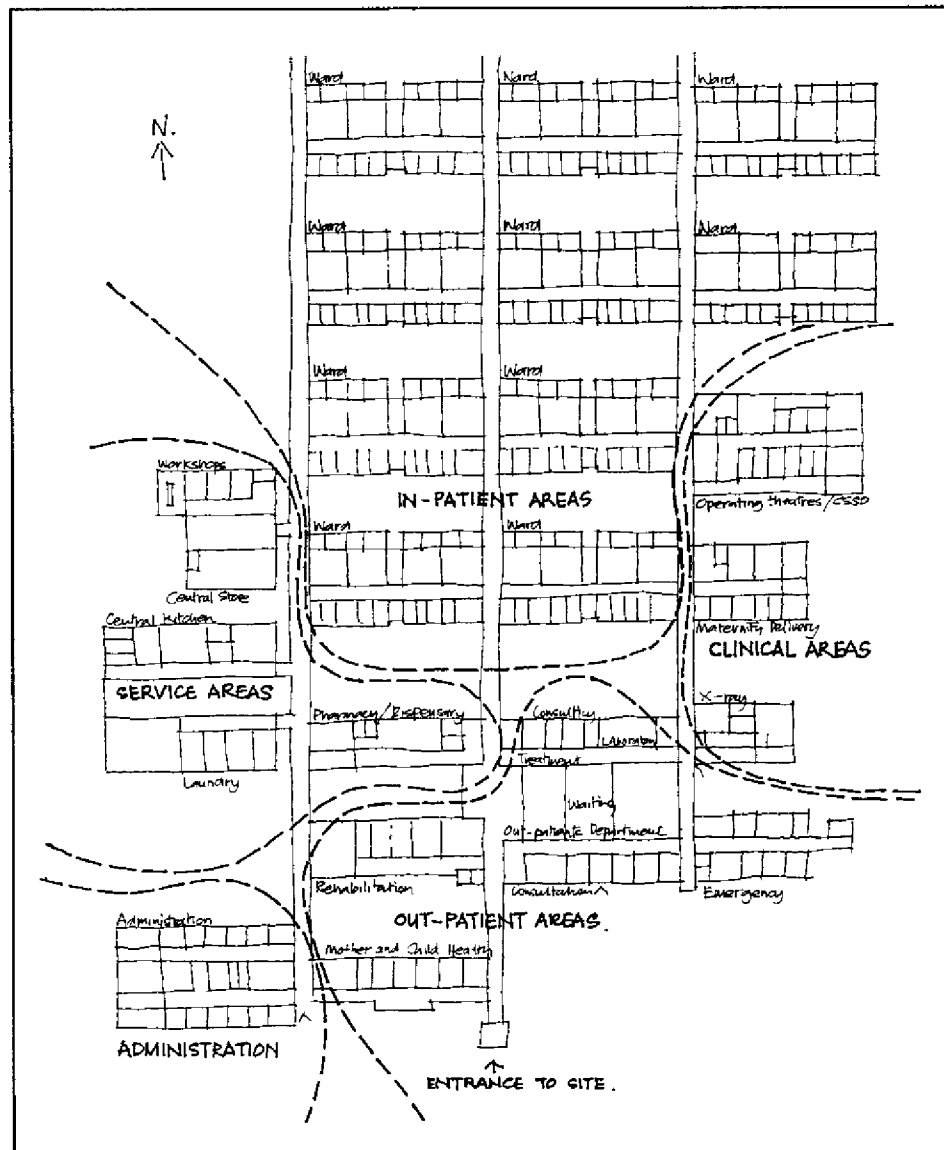 Ward
Ward
Ward
N.
Ward
Ward
Ward
Ward
Ward
Workshops
IN-PATIENT AREAS
Operating theatres/CSSD
Ward
Ward
Central Store
Central Kitchen
Maternity Delivery
CLINICAL AREAS
SERVICE AREAS
X-ray
Pharmacy/Dispensary
Laboratory
Treatment
Laundry
Waiting
Out-patients Department
Rehabilitation
Consultation
Emergency
Administration
OUT-PATIENT AREAS.
Mother and Child Health
ADMINISTRATION
ENTRANCE TO SITE.